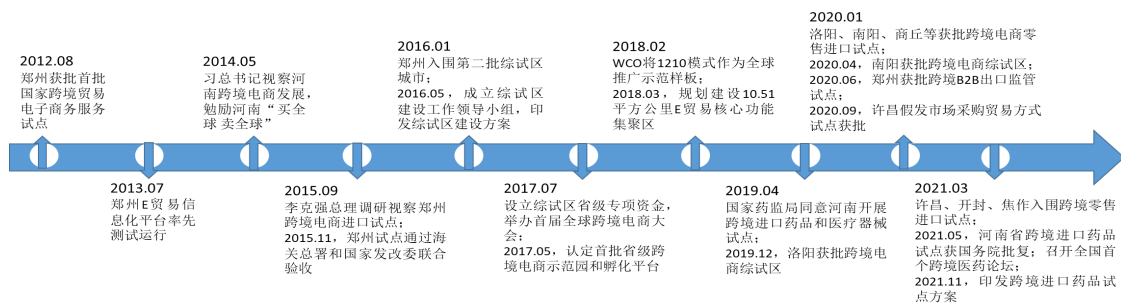 2012.08
郑州获批首批
国家跨境贸易
电子商务服务
试点
2013.07
郑州E贸易信
息化平台率先
测试运行
2014.05
习总书记视察河
南跨境电商发展，
勉励河南“买全
球 卖全球”
2015.09
李克强总理调研视察郑州
跨境电商进口试点；
2015.11，郑州试点通过海
关总署和国家发改委联合
验收
2016.01
郑州入围第二批综试区
城市；
2016.05，成立综试区
建设工作领导小组，印
发综试区建设方案
2017.07
设立综试区省级专项资金，
举办首届全球跨境电商大
会；
2017.05，认定首批省级跨
境电商示范园和孵化平台
2018.02
WCO将1210模式作为全球
推广示范样板；
2018.03，规划建设10.51
平方公里E贸易核心功能
集聚区
2019.04
国家药监局同意河南开展
跨境进口药品和医疗器械
试点；
2019.12，洛阳获批跨境电
商综试区
2020.01
洛阳、南阳、商丘等获批跨境电商零
售进口试点；
2020.04，南阳获批跨境电商综试区；
2020.06，郑州获批跨境B2B出口监管
试点；
2020.09，许昌假发市场采购贸易方式
试点获批
2021.03
许昌、开封、焦作入围跨境零售
进口试点；
2021.05，河南省跨境进口药品
试点获国务院批复；召开全国首
个跨境医药论坛；
2021.11，印发跨境进口药品试
点方案